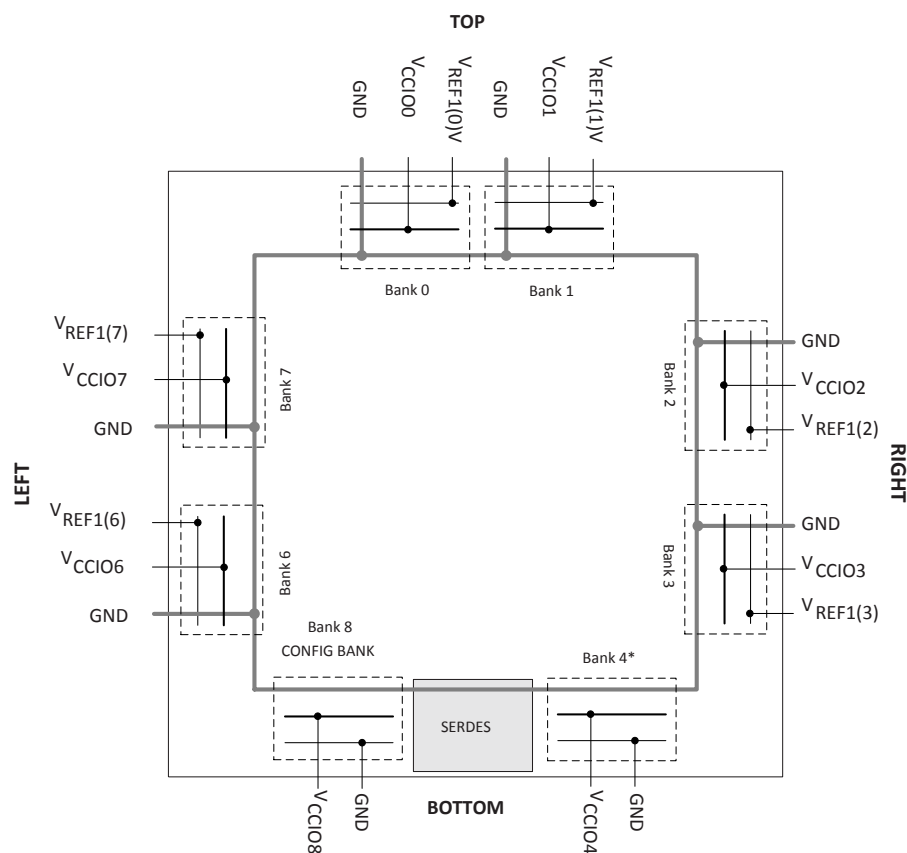 TOP
GND
VCCIO0
VREF1(0)V
GND
VCCIO1
VREF1(1)V
Bank 0
Bank 1
VREF1(7)
VCCIO7
GND
Bank 7
GND
VCCIO2
VREF1(2)
Bank 2
LEFT
RIGHT
VREF1(6)
VCCIO6
GND
Bank 6
GND
VCCIO3
VREF1(3)
Bank 3
Bank 8
CONFIG BANK
Bank 4*
SERDES
VCCIO8
GND
BOTTOM
VCCIO4
GND